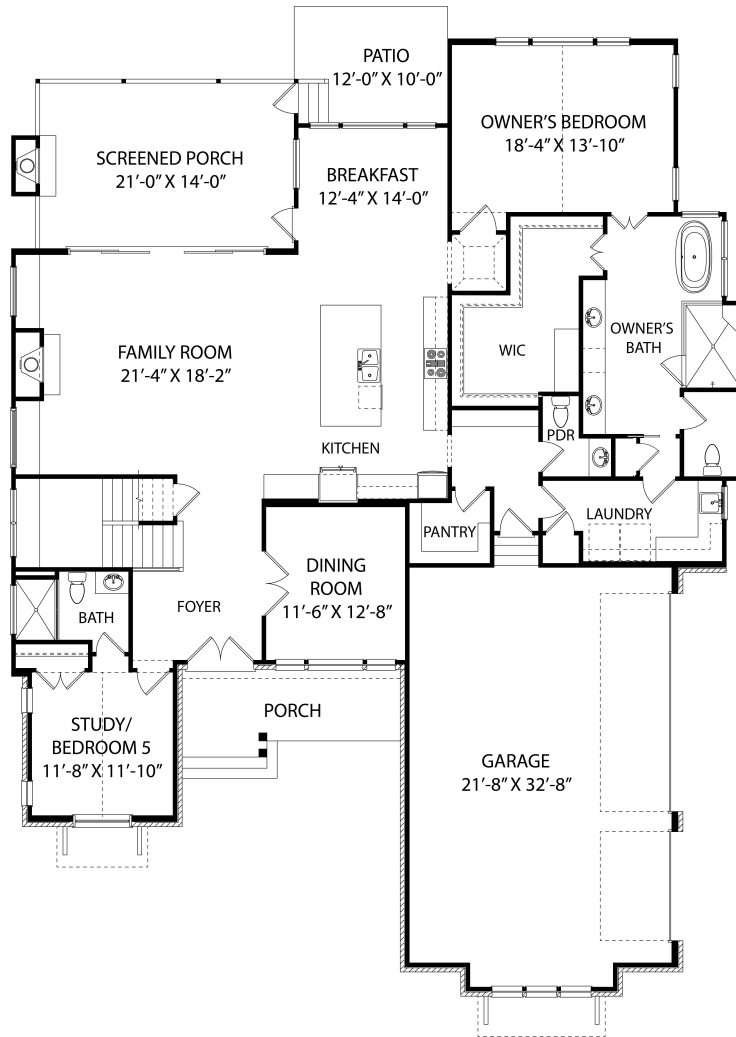 PATIO
12'-0" X 10'-0"
OWNER'S BEDROOM
18'-4" X 13'-10"
SCREENED PORCH
21'-0" X 14'-0"
BREAKFAST
12'-4" X 14'-0"
FAMILY ROOM
21'-4" X 18'-2"
WIC
OWNER'S
BATH
KITCHEN
PDR
PANTRY
LAUNDRY
DINING
ROOM
11'-6" X 12'-8"
BATH
FOYER
STUDY/
BEDROOM 5
11'-8" X 11'-10"
PORCH
GARAGE
21'-8" X 32'-8"